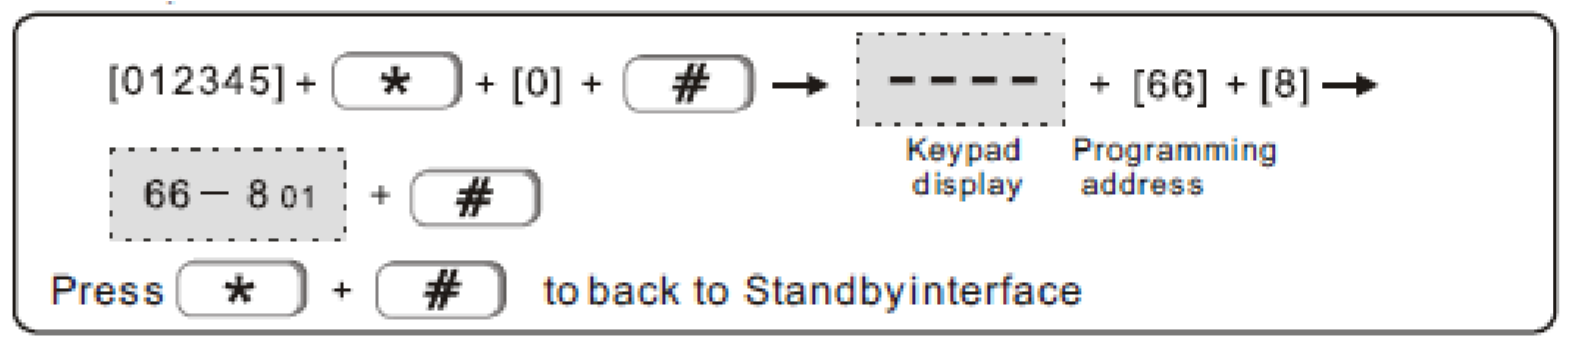 [012345] + * + [0] + # → – – – – + [66] + [8] →
Keypad display Programming address
66 – 8 01 + #
Press * + # to back to Standbyinterface